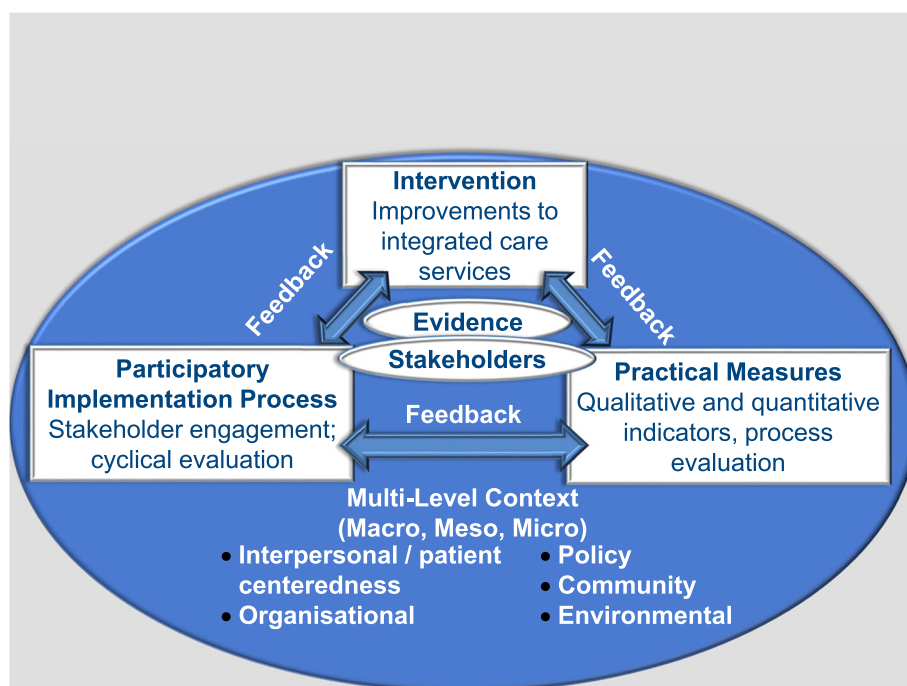 Intervention
Improvements to
integrated care
services
Feedback
Feedback
Evidence
Stakeholders
Participatory
Implementation Process
Stakeholder engagement;
cyclical evaluation
Feedback
Practical Measures
Qualitative and quantitative
indicators, process
evaluation
Multi-Level Context
(Macro, Meso, Micro)
• Interpersonal / patient
centeredness
• Organisational
• Policy
• Community
• Environmental